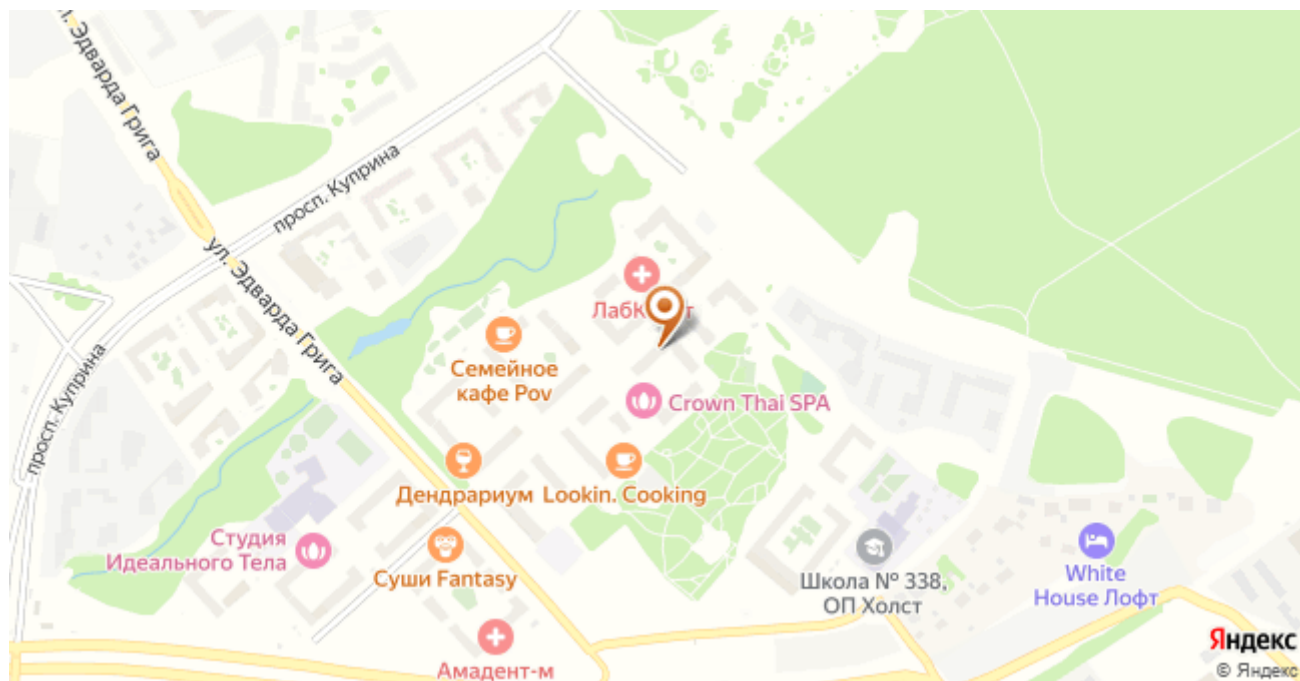 ул. Эдварда Грига
просп. Куприна
ул. Эдварда Грига
просп. Куприна
Семейное
кафе Pov
Crown Thai SPA
Дендрариум
Lookin. Cooking
Студия
Идеального Тела
Суши Fantasy
Школа № 338,
ОП Холст
White
House Лофт
Амадент-м
Яндекс
© Яндекс